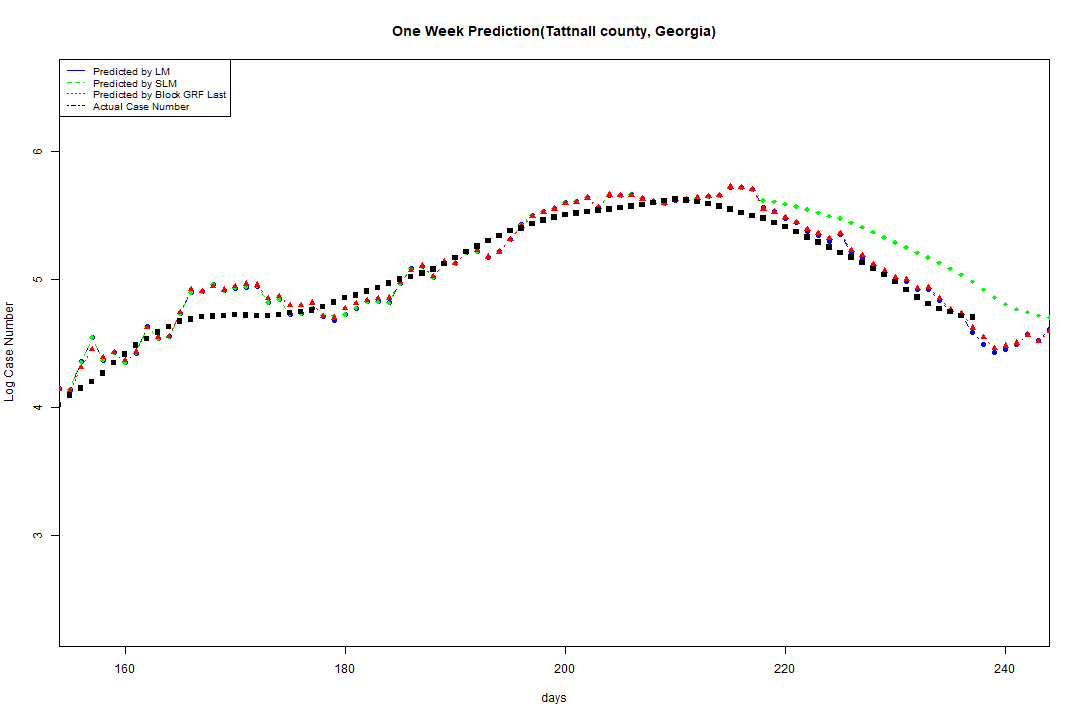 One Week Prediction(Tattnall county, Georgia)
Predicted by LM
Predicted by SLM
Predicted by Block GRF Last
Actual Case Number
6
5
4
3
Log Case Number
160 180 200 220 240
days